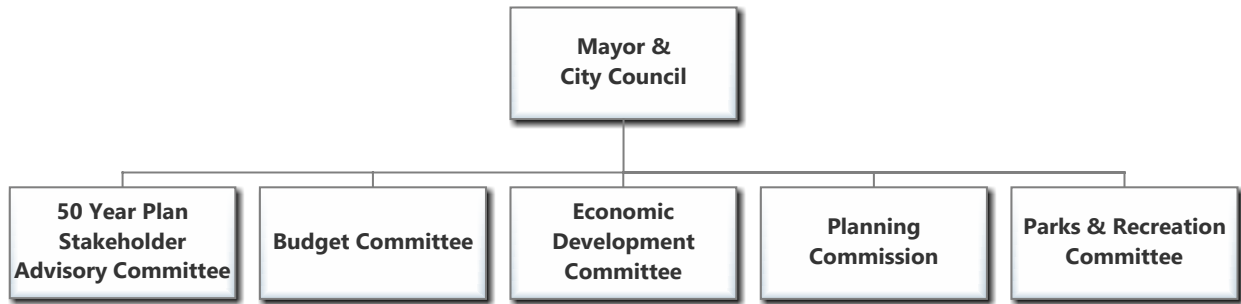 Mayor &
City Council
50 Year Plan
Stakeholder
Advisory Committee
Budget Committee
Economic
Development
Committee
Planning
Commission
Parks & Recreation
Committee